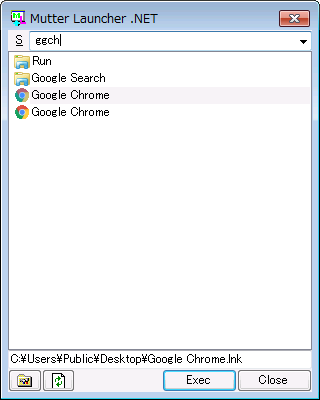 Mutter Launcher .NET
S ggch
Run
Google Search
Google Chrome
Google Chrome
C:¥Users¥Public¥Desktop¥Google Chrome.lnk
Exec Close